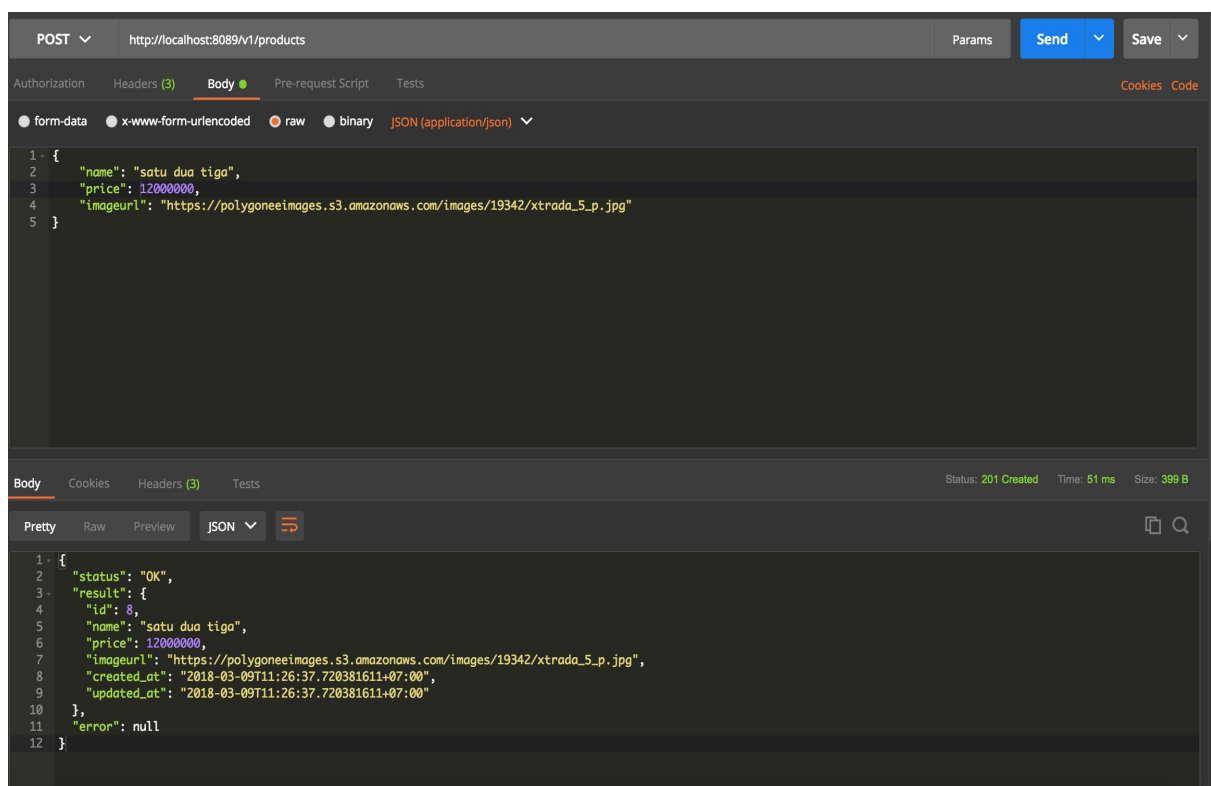 POST http://localhost:8089/v1/products Params Send Save
Authorization Headers (3) Body Pre-request Script Tests Cookies Code
form-data x-www-form-urlencoded raw binary JSON (application/json)
1 {
2 "name": "satu dua tiga",
3 "price": 12000000,
4 "imageurl": "https://polygoneeimages.s3.amazonaws.com/images/19342/xtrada_5_p.jpg"
5 }
Body Cookies Headers (3) Tests Status: 201 Created Time: 51 ms Size: 399 B
Pretty Raw Preview JSON
1 {
2 "status": "OK",
3 "result": {
4 "id": 8,
5 "name": "satu dua tiga",
6 "price": 12000000,
7 "imageurl": "https://polygoneeimages.s3.amazonaws.com/images/19342/xtrada_5_p.jpg",
8 "created_at": "2018-03-09T11:26:37.720381611+07:00",
9 "updated_at": "2018-03-09T11:26:37.720381611+07:00"
10 },
11 "error": null
12 }